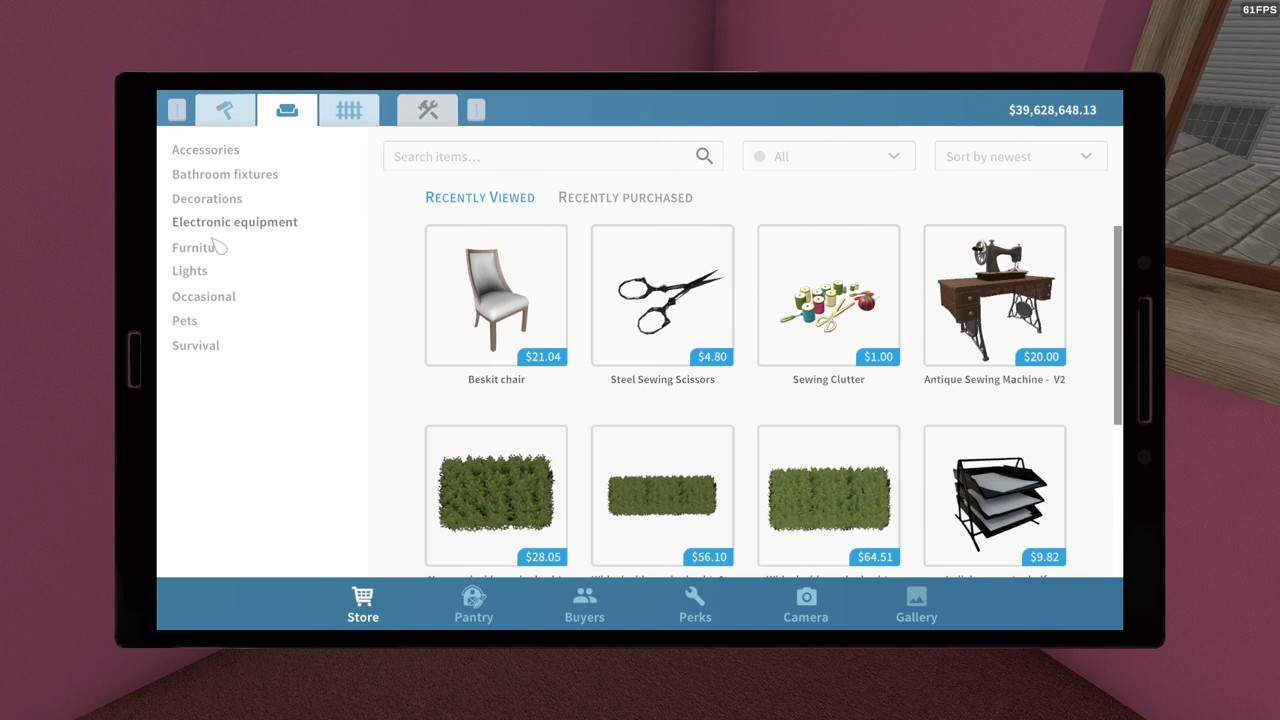 61FPS
$39,628,648.13
Accessories
Bathroom fixtures
Decorations
Electronic equipment
Lights
Occasional
Pets
Survival
Search items...
All
Sort by newest
RECENTLY VIEWED
RECENTLY PURCHASED
$21.04
$4.80
$1.00
$20.00
Beskit chair
Steel Sewing Scissors
Sewing Clutter
Antique Sewing Machine - V2
$28.05
$56.10
$64.51
$9.82
Store
Pantry
Buyers
Perks
Camera
Gallery